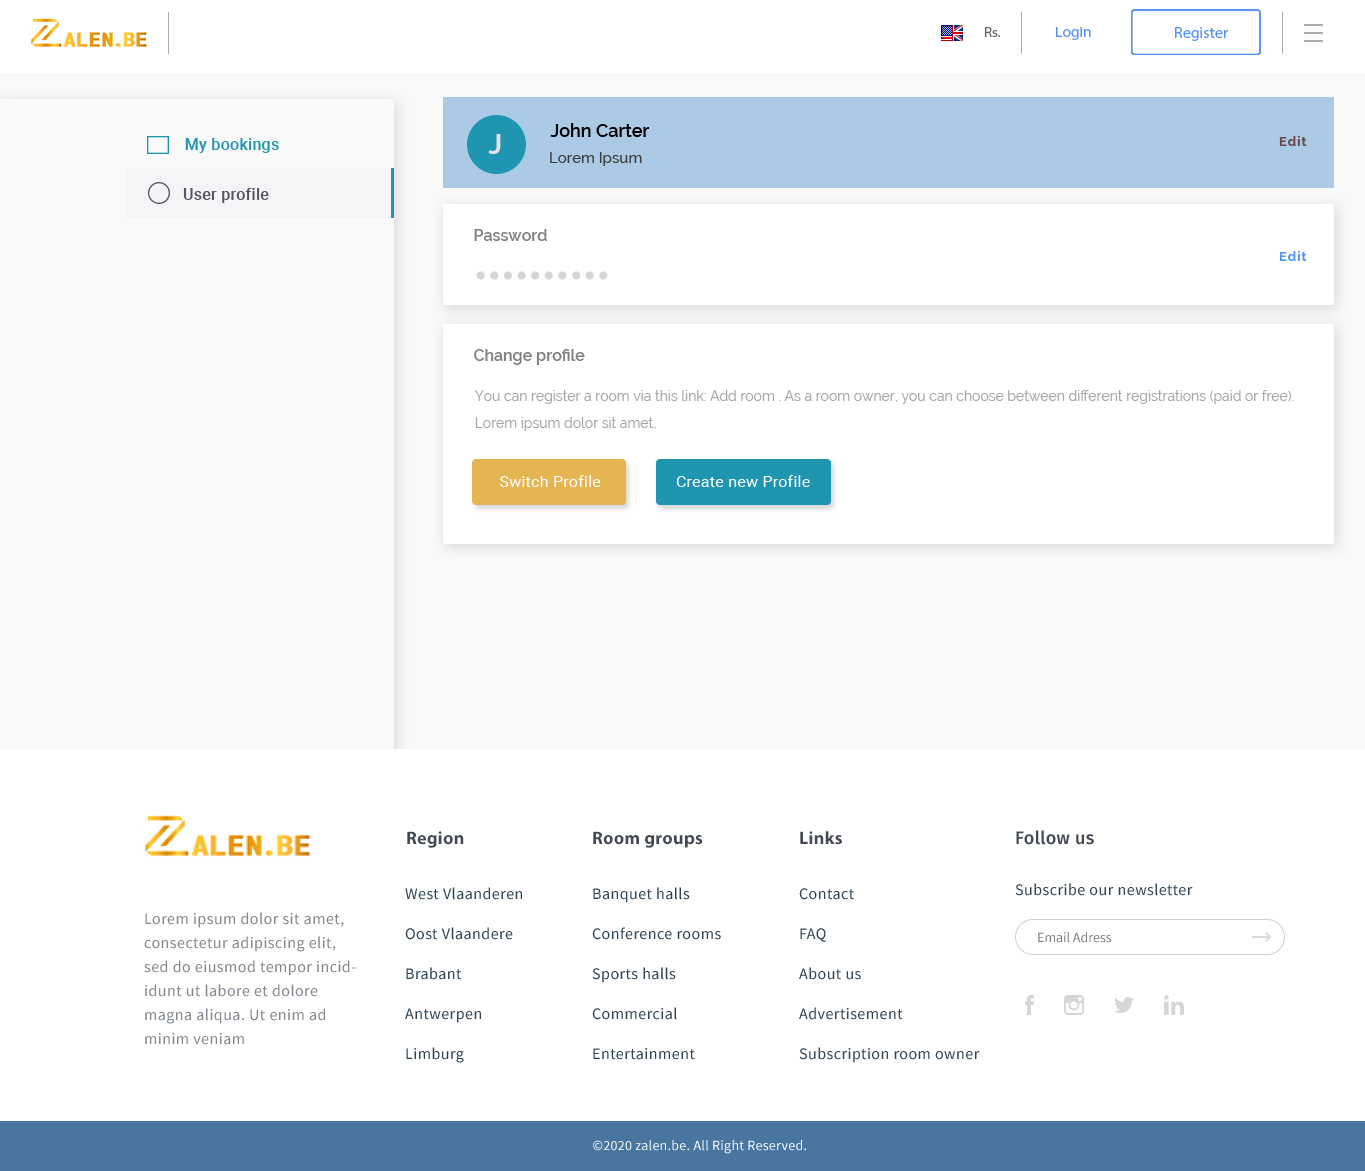 ZALEN.BE
Rs.
Login
Register
My bookings
User profile
J
John Carter
Lorem Ipsum
Edit
Password
Edit
Change profile
You can register a room via this link: Add room . As a room owner, you can choose between different registrations (paid or free).
Lorem ipsum dolor sit amet,
Switch Profile
Create new Profile
ZALEN.BE
Lorem ipsum dolor sit amet,
consectetur adipiscing elit,
sed do eiusmod tempor incid-
idunt ut labore et dolore
magna aliqua. Ut enim ad
minim veniam
Region
West Vlaanderen
Oost Vlaandere
Brabant
Antwerpen
Limburg
Room groups
Banquet halls
Conference rooms
Sports halls
Commercial
Entertainment
Links
Contact
FAQ
About us
Advertisement
Subscription room owner
Follow us
Subscribe our newsletter
Email Adress
©2020 zalen.be. All Right Reserved.